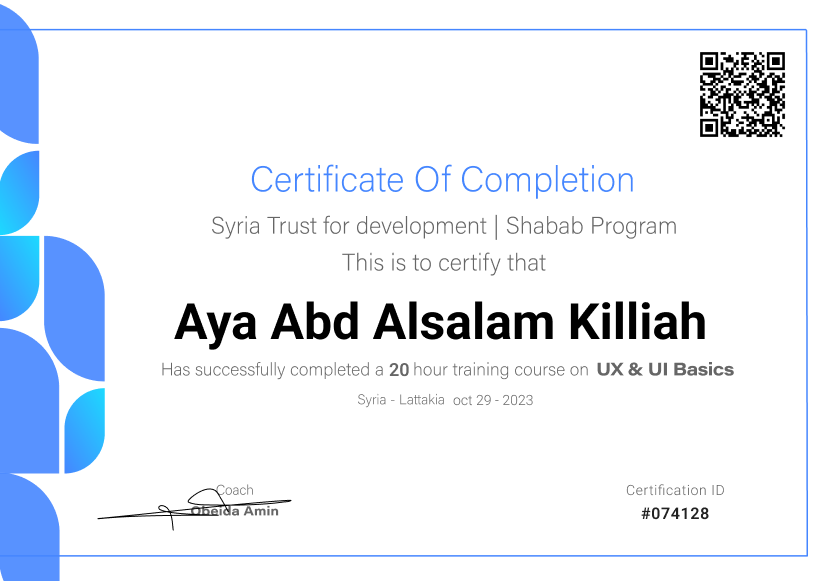 Certificate Of Completion
Syria Trust for development | Shabab Program
This is to certify that
Aya Abd Alsalam Killiah
Has successfully completed a 20 hour training course on UX & UI Basics
Syria - Lattakia oct 29 - 2023
Coach
Obeida Amin
Certification ID
#074128